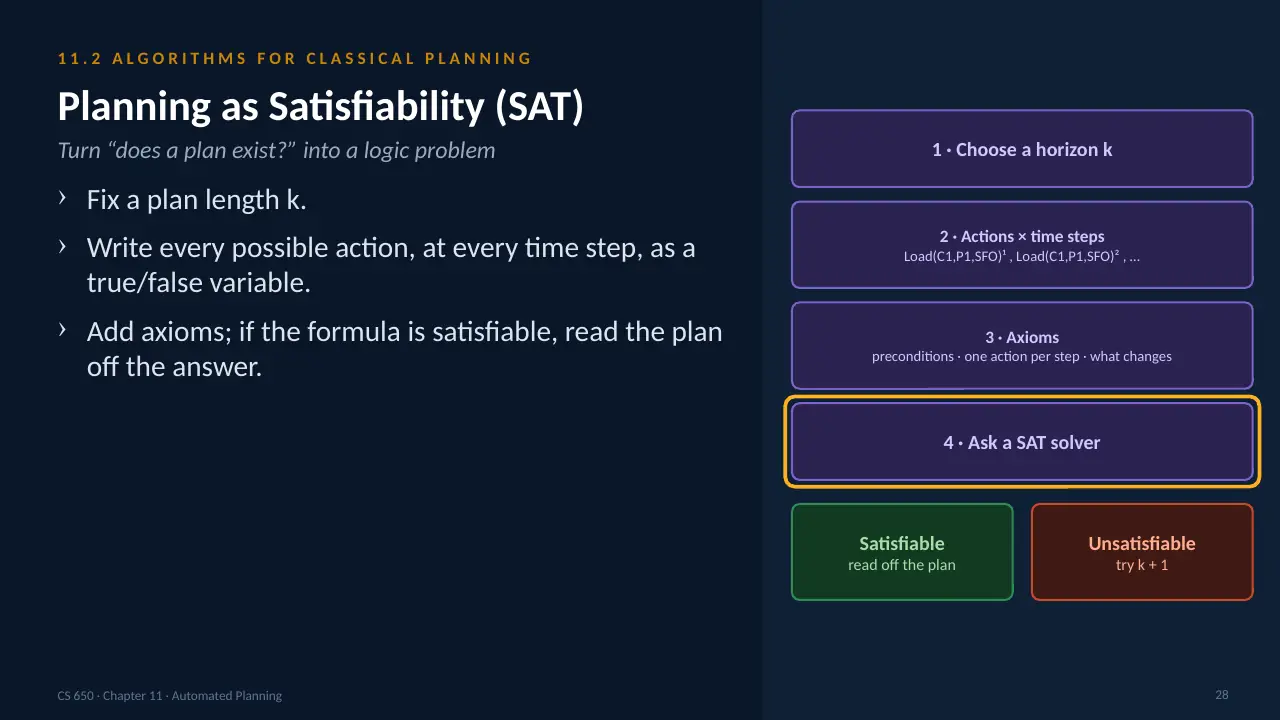 11.2 ALGORITHMS FOR CLASSICAL PLANNING
Planning as Satisfiability (SAT)
Turn “does a plan exist?” into a logic problem
› Fix a plan length k.
› Write every possible action, at every time step, as a
true/false variable.
› Add axioms; if the formula is satisfiable, read the plan
off the answer.
1 · Choose a horizon k
2 · Actions × time steps
Load(C1,P1,SFO)¹ , Load(C1,P1,SFO)² , …
3 · Axioms
preconditions · one action per step · what changes
4 · Ask a SAT solver
Satisfiable
read off the plan
Unsatisfiable
try k + 1
CS 650 · Chapter 11 · Automated Planning
28